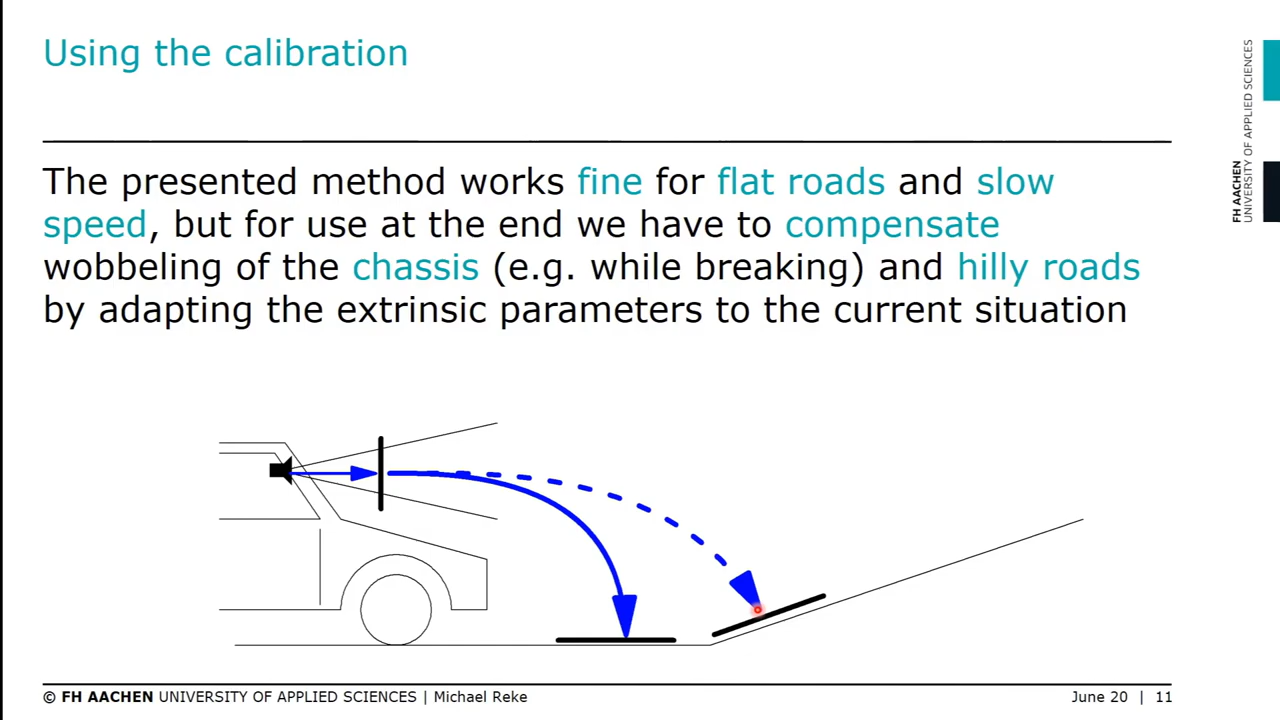 Using the calibration
The presented method works fine for flat roads and slow
speed, but for use at the end we have to compensate
wobbeling of the chassis (e.g. while breaking) and hilly roads
by adapting the extrinsic parameters to the current situation
© FH AACHEN UNIVERSITY OF APPLIED SCIENCES | Michael Reke
June 20 | 11
FH AACHEN
UNIVERSITY OF APPLIED SCIENCES